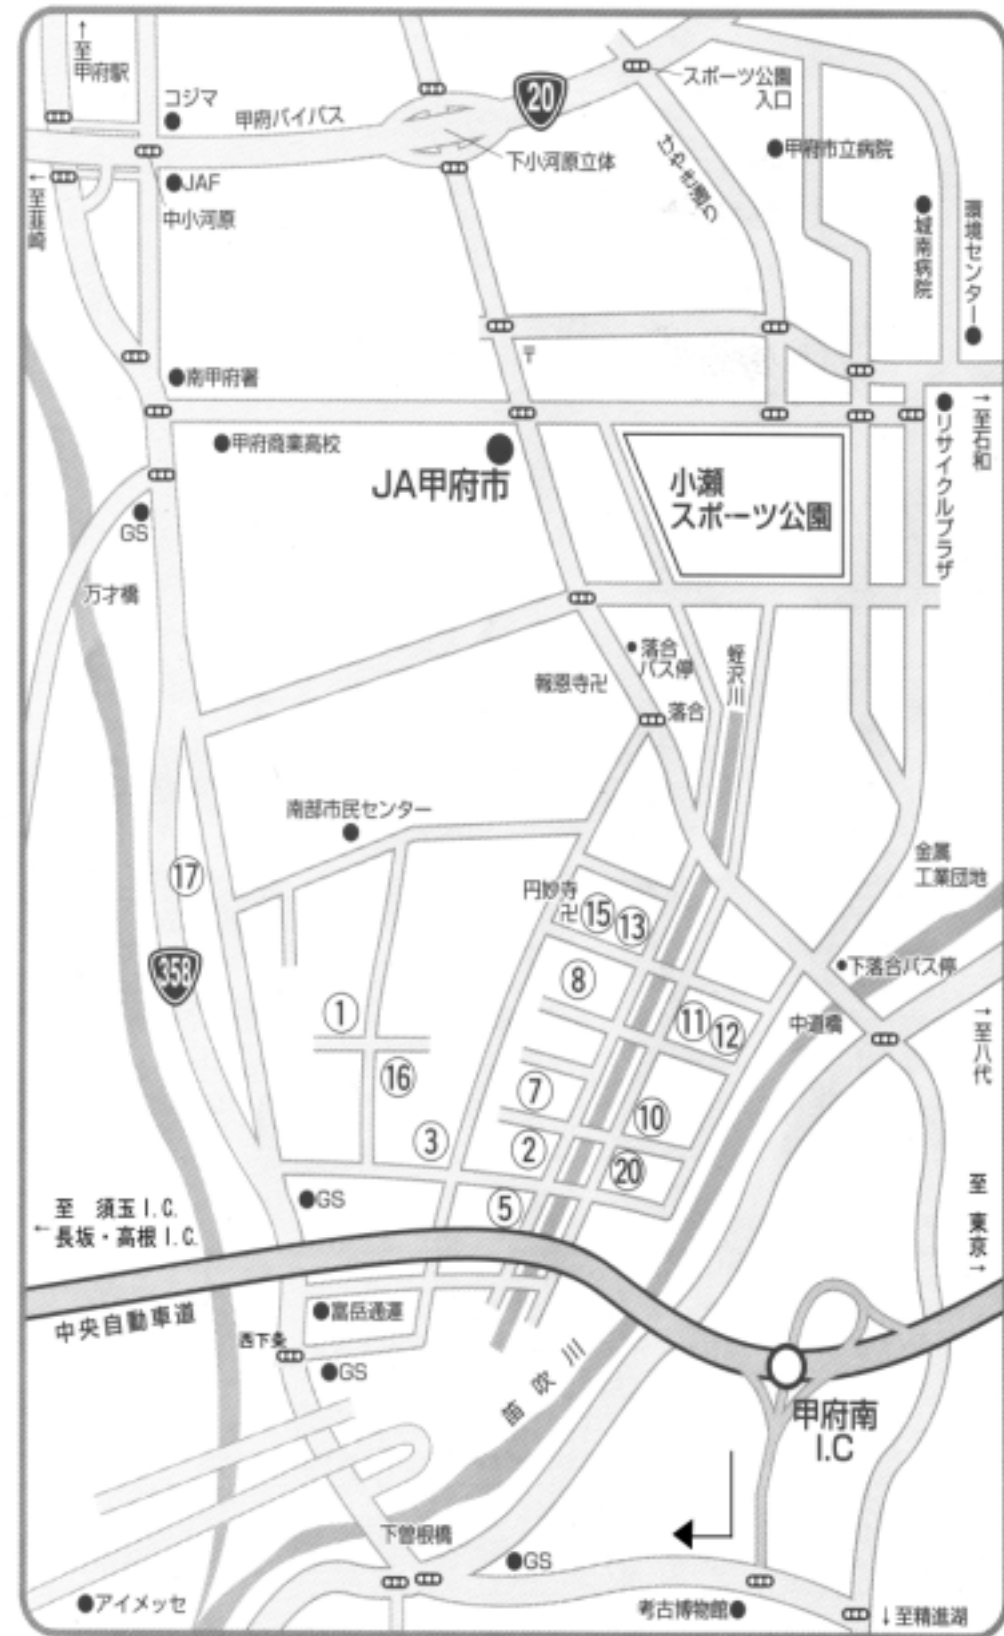 ↑至
甲府駅
コジマ
甲府バイパス
20
スポーツ公園
入口
下小河原立体
甲府市立病院
JAF
中小河原
←至韮崎
城南病院
環境センター
〒
南甲府署
甲府商業高校
JA甲府市
小瀬
スポーツ公園
リサイクルプラザ
→至石和
GS
万才橋
落合
バス停
蛭沢川
報恩寺卍
落合
南部市民センター
17
金属
工業団地
円妙寺
卍
15
13
358
8
下落合バス停
1
11
12
中道橋
→至八代
16
7
10
3
2
20
GS
5
至 須玉 I.C.
←長坂・高根 I.C.
至 東京→
中央自動車道
富岳通運
西下条
GS
笛吹川
甲府南
I.C
下曽根橋
GS
アイメッセ
考古博物館
↓至精進湖